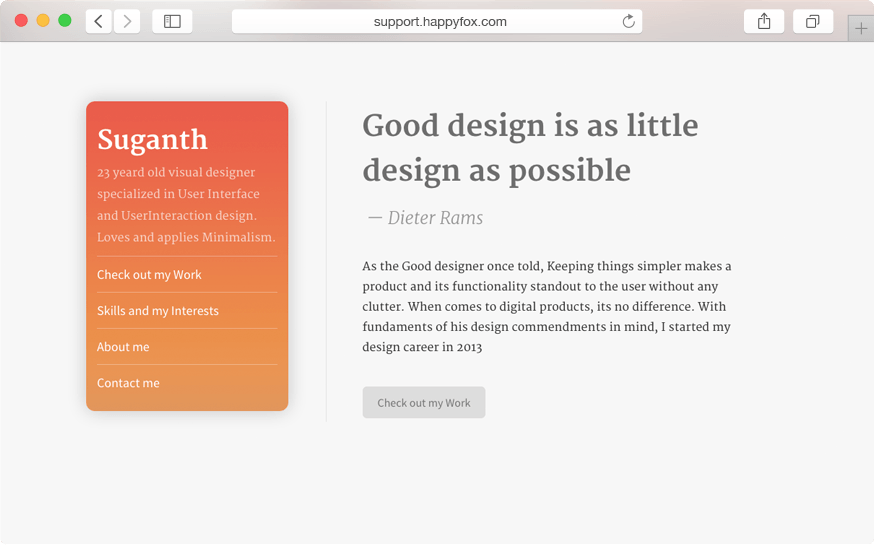 support.happyfox.com
Suganth
23 yeard old visual designer
specialized in User Interface
and UserInteraction design.
Loves and applies Minimalism.
Check out my Work
Skills and my Interests
About me
Contact me
Good design is as little
design as possible
— Dieter Rams
As the Good designer once told, Keeping things simpler makes a
product and its functionality standout to the user without any
clutter. When comes to digital products, its no difference. With
fundaments of his design commendments in mind, I started my
design career in 2013
Check out my Work